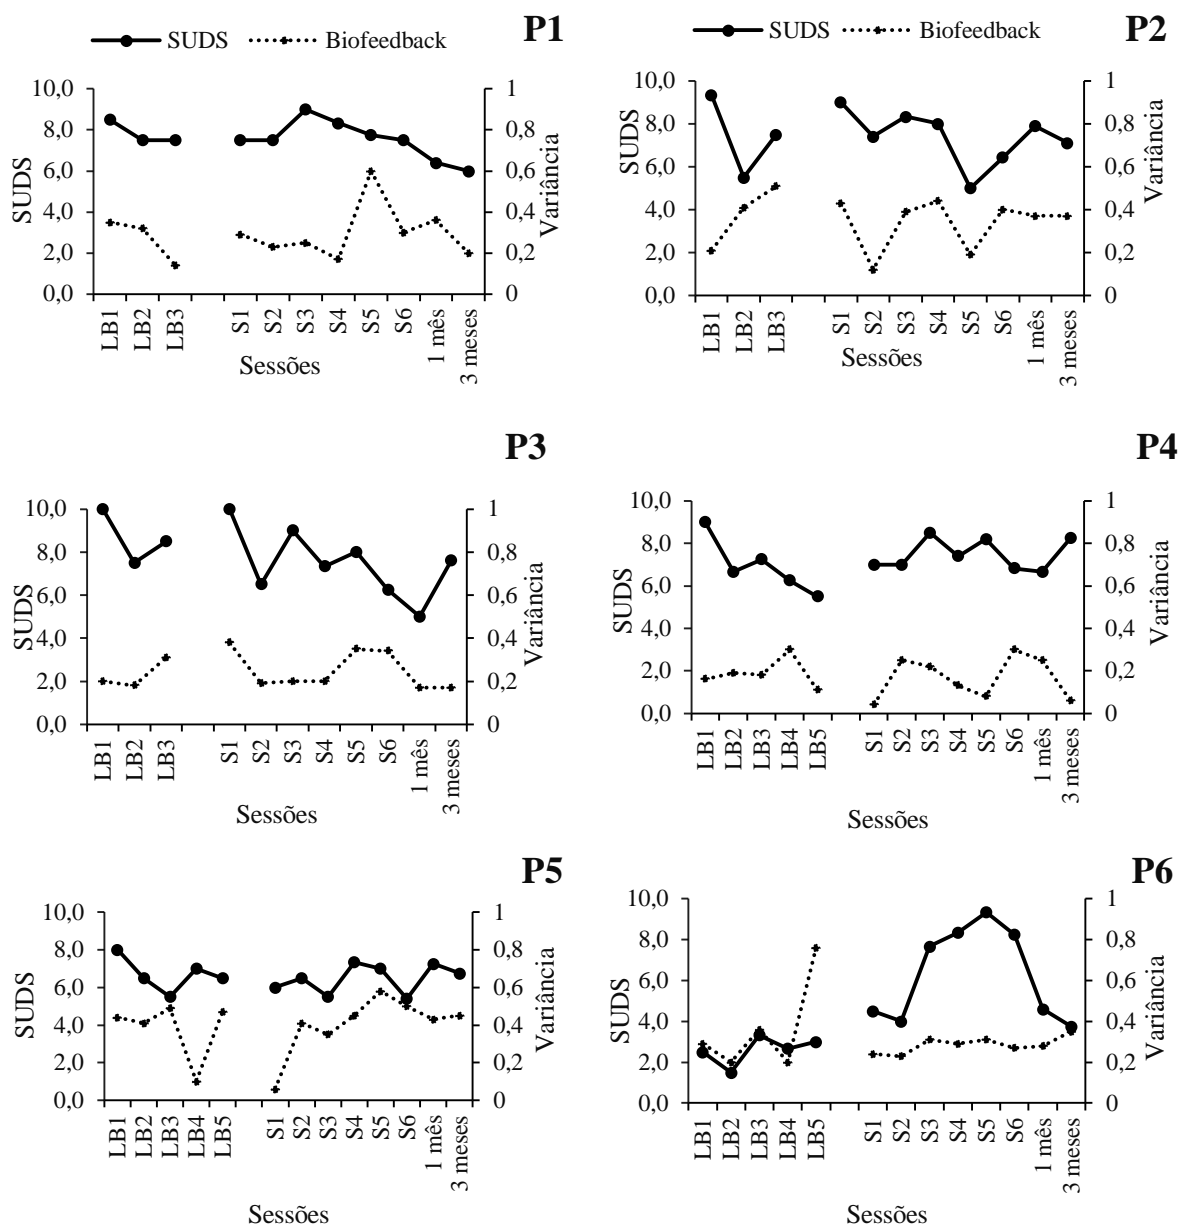 P1
SUDS Biofeedback
10,0
8,0
6,0
4,0
2,0
0,0
SUDS
1
0,8
0,6
0,4
0,2
0
Variância
LB1 LB2 LB3 S1 S2 S3 S4 S5 S6 1 mês 3 meses
Sessões
P2
SUDS Biofeedback
10,0
8,0
6,0
4,0
2,0
0,0
SUDS
1
0,8
0,6
0,4
0,2
0
Variância
LB1 LB2 LB3 S1 S2 S3 S4 S5 S6 1 mês 3 meses
Sessões
P3
10,0
8,0
6,0
4,0
2,0
0,0
SUDS
1
0,8
0,6
0,4
0,2
0
Variância
LB1 LB2 LB3 S1 S2 S3 S4 S5 S6 1 mês 3 meses
Sessões
P4
10,0
8,0
6,0
4,0
2,0
0,0
SUDS
1
0,8
0,6
0,4
0,2
0
Variância
LB1 LB2 LB3 LB4 LB5 S1 S2 S3 S4 S5 S6 1 mês 3 meses
Sessões
P5
10,0
8,0
6,0
4,0
2,0
0,0
SUDS
1
0,8
0,6
0,4
0,2
0
Variância
LB1 LB2 LB3 LB4 LB5 S1 S2 S3 S4 S5 S6 1 mês 3 meses
Sessões
P6
10,0
8,0
6,0
4,0
2,0
0,0
SUDS
1
0,8
0,6
0,4
0,2
0
Variância
LB1 LB2 LB3 LB4 LB5 S1 S2 S3 S4 S5 S6 1 mês 3 meses
Sessões